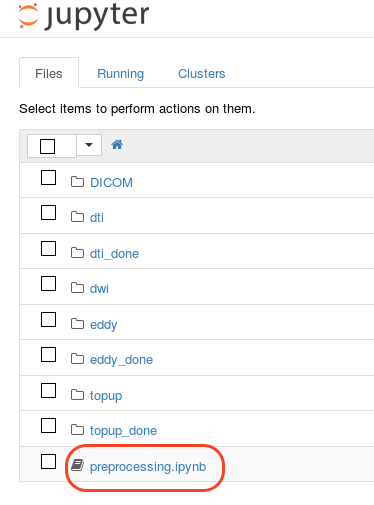 jupyter
Files Running Clusters
Select items to perform actions on them.
DICOM
dti
dti_done
dwi
eddy
eddy_done
topup
topup_done
preprocessing.ipynb